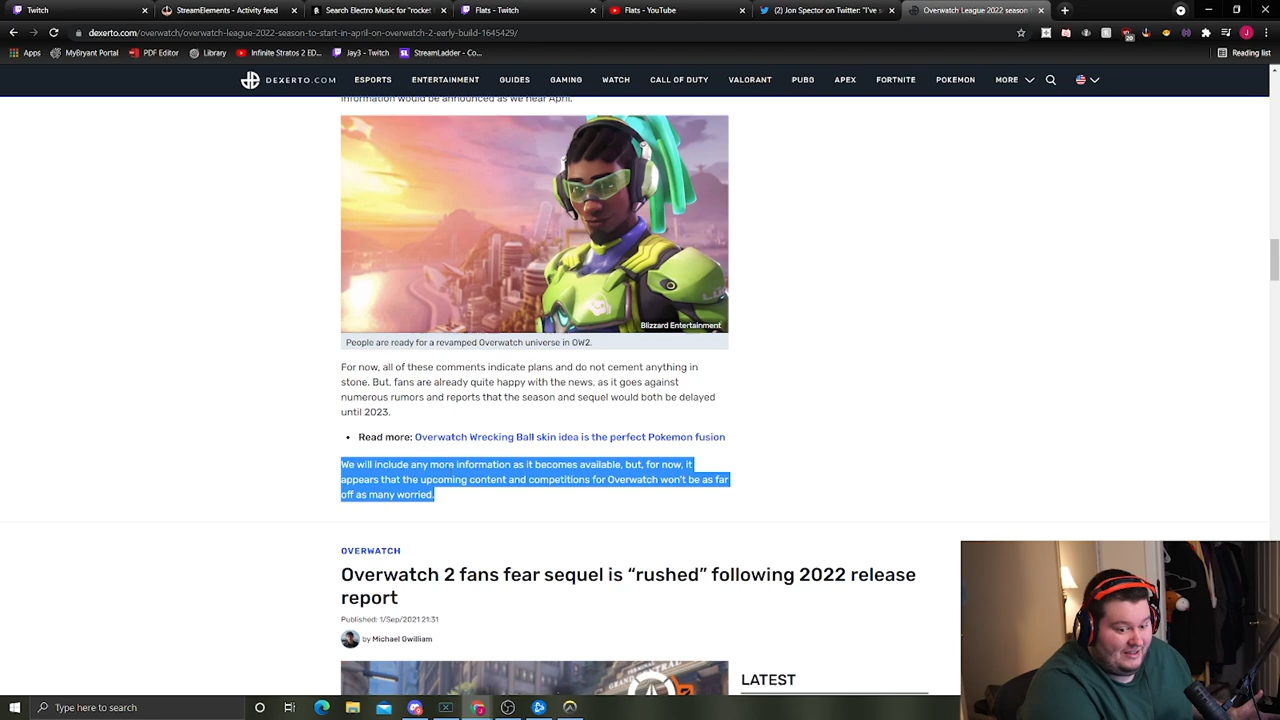 Twitch
StreamElements - Activity feed
Search Electro Music for "rocket
Flats - Twitch
Flats - YouTube
(2) Jon Spector on Twitter: "I've s
Overwatch League 2022 season t
dexerto.com/overwatch/overwatch-league-2022-season-to-start-in-april-on-overwatch-2-early-build-1645429/
Apps
MyBryant Portal
PDF Editor
Library
Infinite Stratos 2 ED...
Jay3 - Twitch
StreamLadder - Co...
Reading list
DEXERTO.COM
ESPORTS
ENTERTAINMENT
GUIDES
GAMING
WATCH
CALL OF DUTY
VALORANT
PUBG
APEX
FORTNITE
POKEMON
MORE
information would be announced as we near April.
Blizzard Entertainment
People are ready for a revamped Overwatch universe in OW2.
For now, all of these comments indicate plans and do not cement anything in
stone. But, fans are already quite happy with the news, as it goes against
numerous rumors and reports that the season and sequel would both be delayed
until 2023.
• Read more: Overwatch Wrecking Ball skin idea is the perfect Pokemon fusion
We will include any more information as it becomes available, but, for now, it
appears that the upcoming content and competitions for Overwatch won't be as far
off as many worried.
OVERWATCH
Overwatch 2 fans fear sequel is "rushed" following 2022 release
report
Published: 1/Sep/2021 21:31
by Michael Gwilliam
LATEST
Type here to search